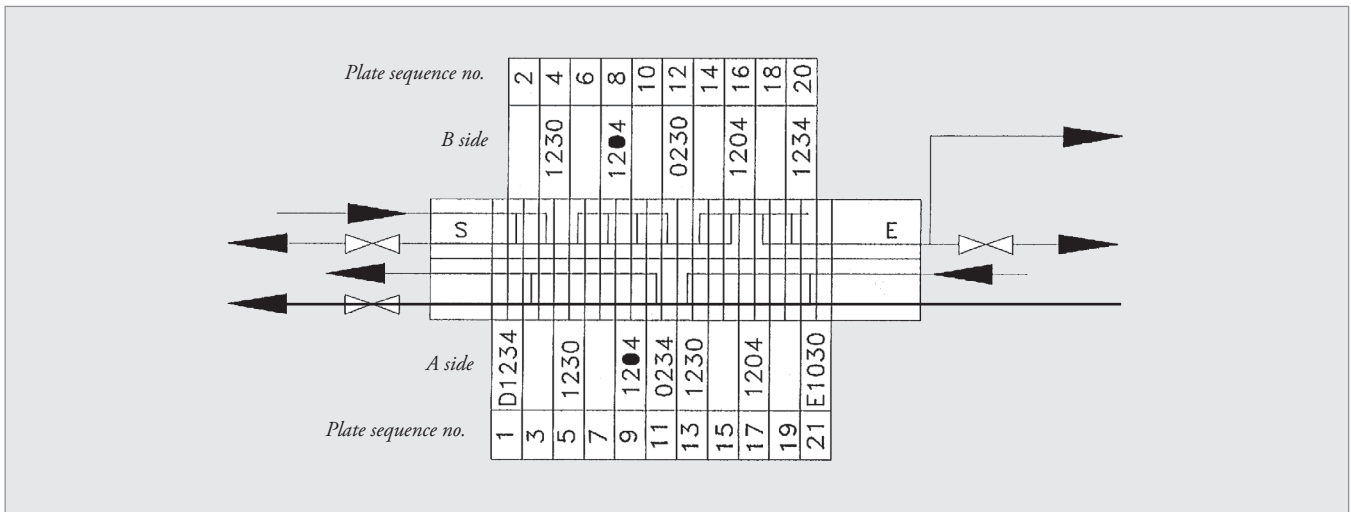 Plate sequence no. 2 4 6 8 10 12 14 16 18 20
B side 1230 12●4 0230 1204 1234
S E
A side D1234 1230 12●4 0234 1230 1204 E1030
Plate sequence no. 1 3 5 7 9 11 13 15 17 19 21